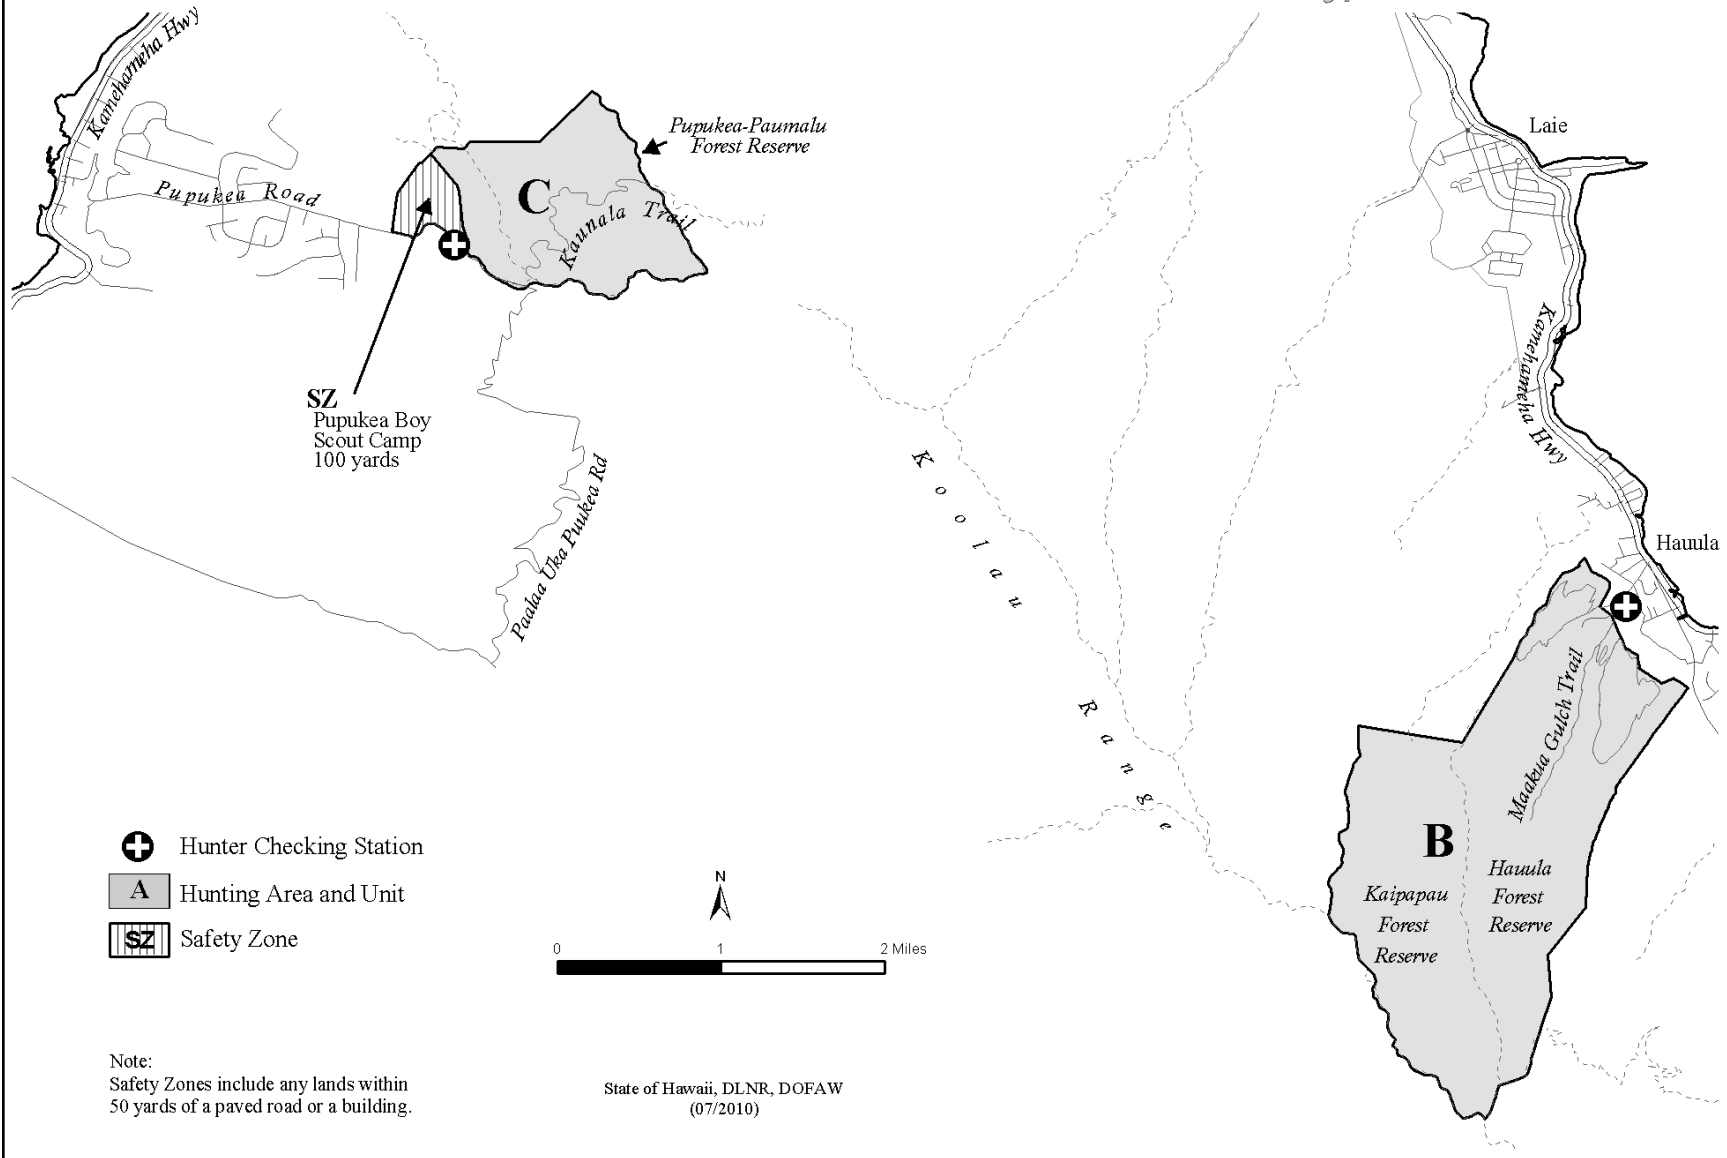 Kamehameha Hwy
Laie
Pupukea-Paumalu
Forest Reserve
Pupukea Road
C
Kaunala Trail
Kamehameha Hwy
SZ
Pupukea Boy
Scout Camp
100 yards
Koolau Range
Paalaa Uka Puukea Rd
Hauula
Maakua Gulch Trail
B
Hauula
Forest
Reserve
Kaipapau
Forest
Reserve
Hunter Checking Station
A Hunting Area and Unit
SZ Safety Zone
N
0 1 2 Miles
Note:
Safety Zones include any lands within
50 yards of a paved road or a building.
State of Hawaii, DLNR, DOFAW
(07/2010)